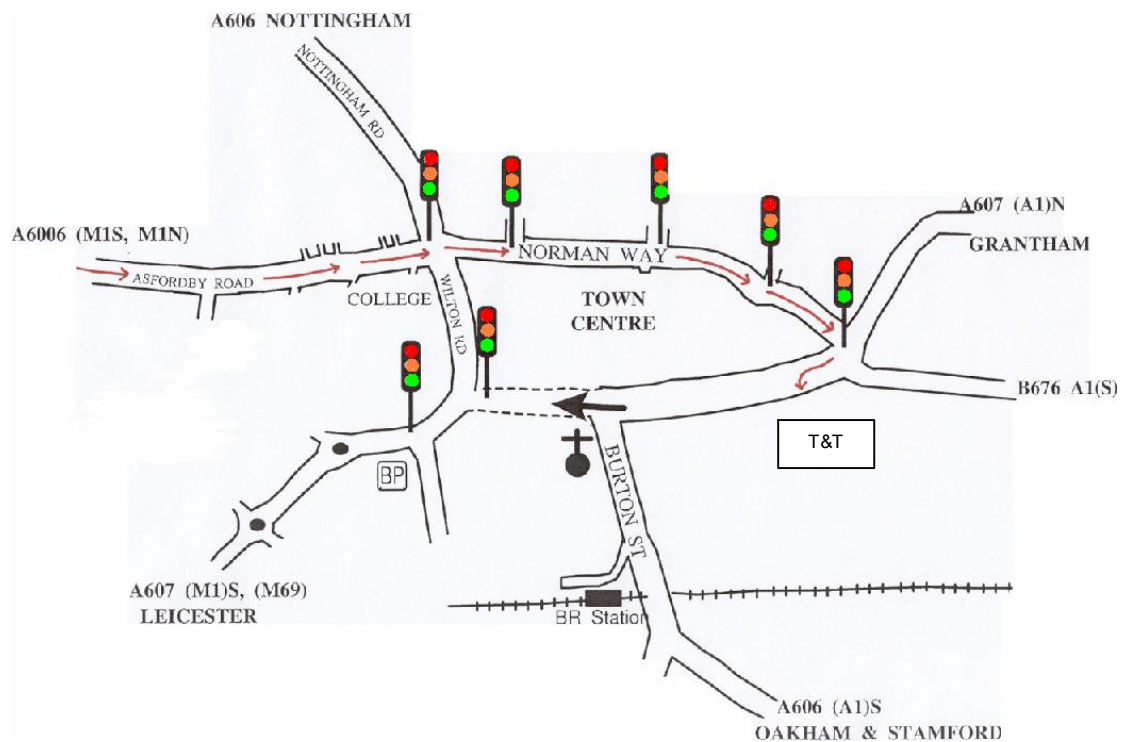 A606 NOTTINGHAM
NOTTINGHAM RD
A607 (A1)N
GRANTHAM
A6006 (M1S, M1N)
ASFORDBY ROAD
NORMAN WAY
COLLEGE
WILTON RD
TOWN
CENTRE
B676 A1(S)
T&T
BP
BURTON ST
A607 (M1)S, (M69)
LEICESTER
BR Station
A606 (A1)S
OAKHAM & STAMFORD